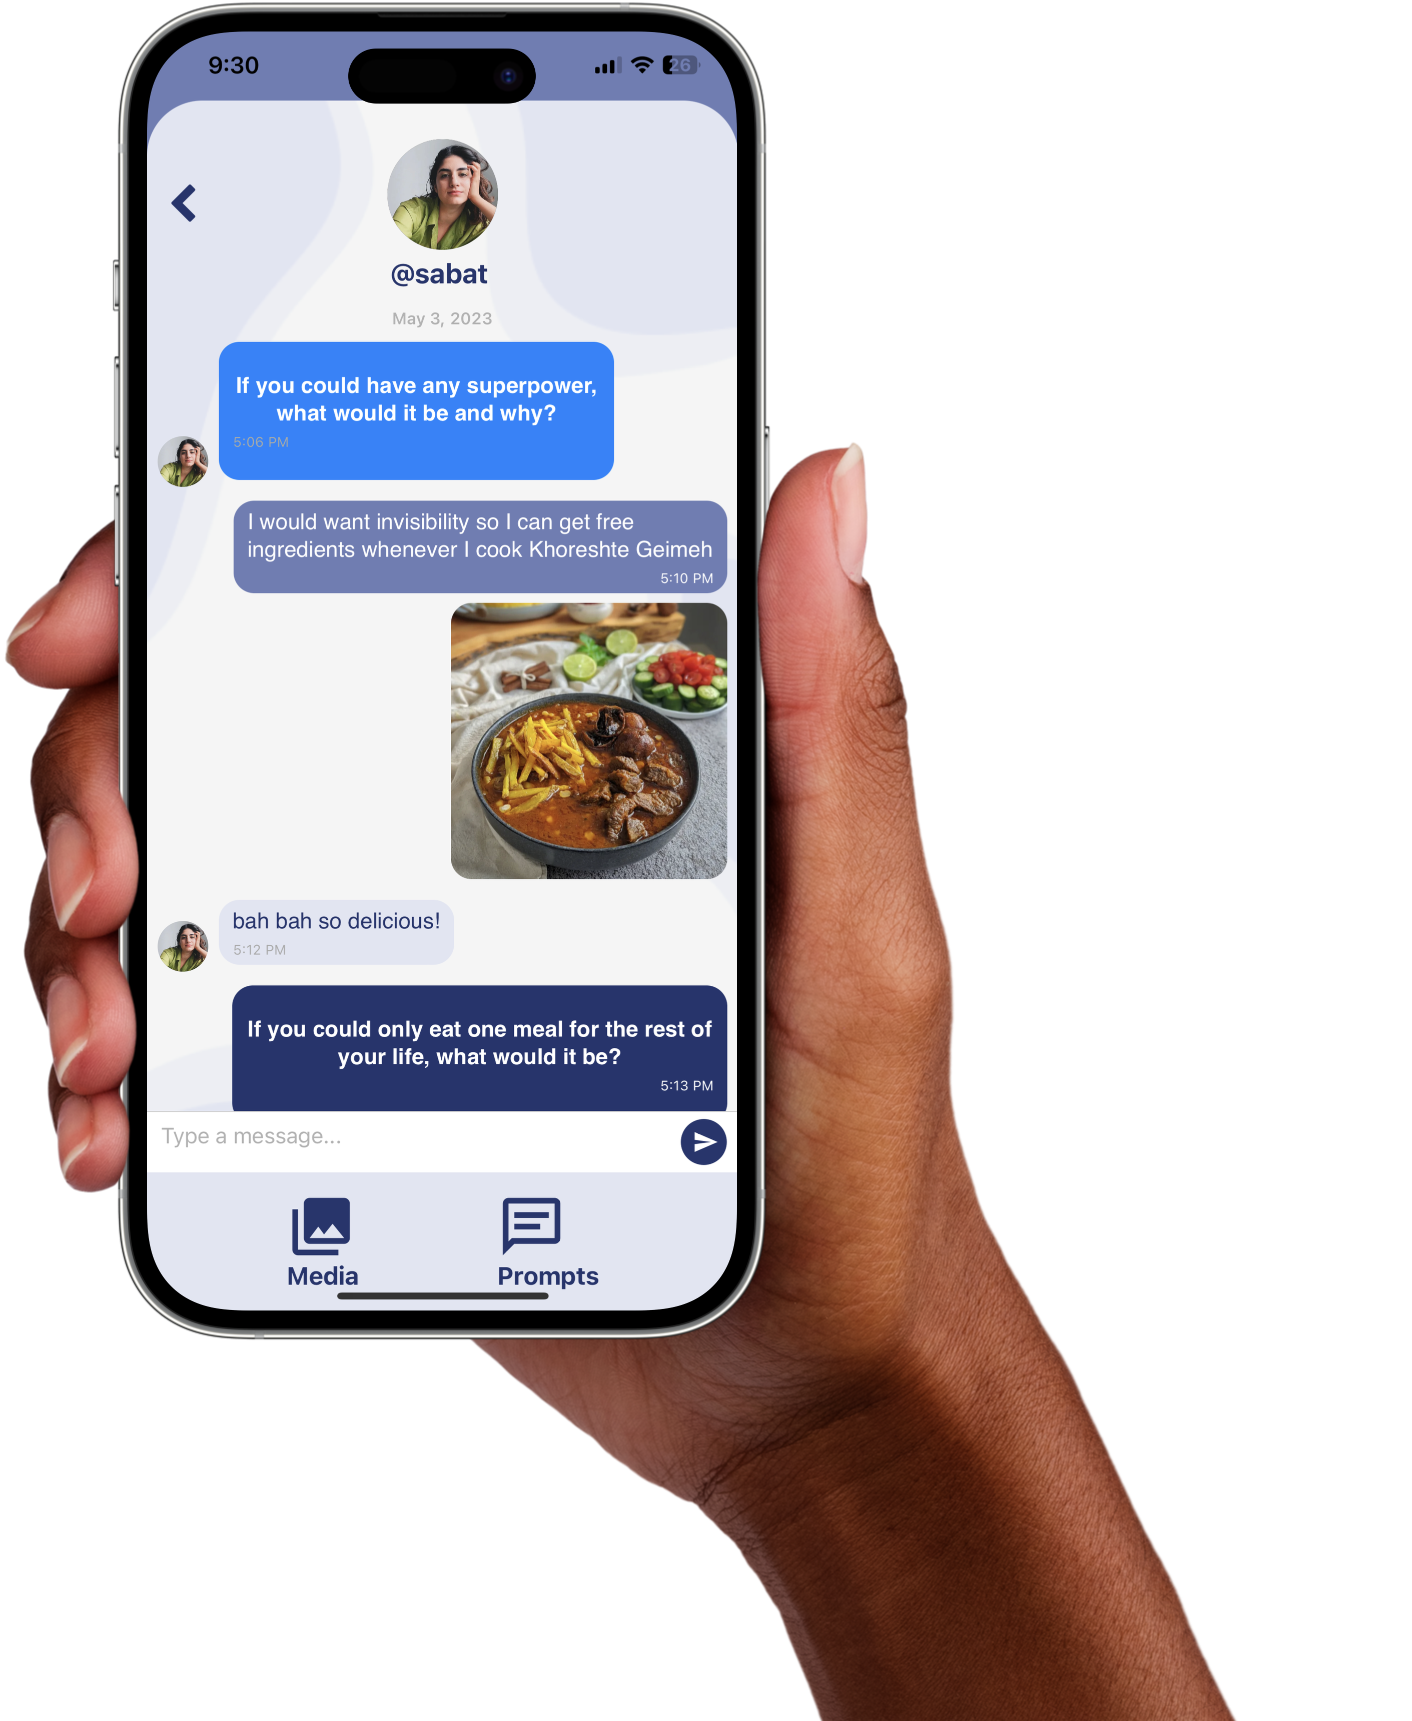 9:30
26
@sabat
May 3, 2023
If you could have any superpower,
what would it be and why?
5:06 PM
I would want invisibility so I can get free
ingredients whenever I cook Khoreshte Geimeh
5:10 PM
bah bah so delicious!
5:12 PM
If you could only eat one meal for the rest of
your life, what would it be?
5:13 PM
Type a message...
Media
Prompts